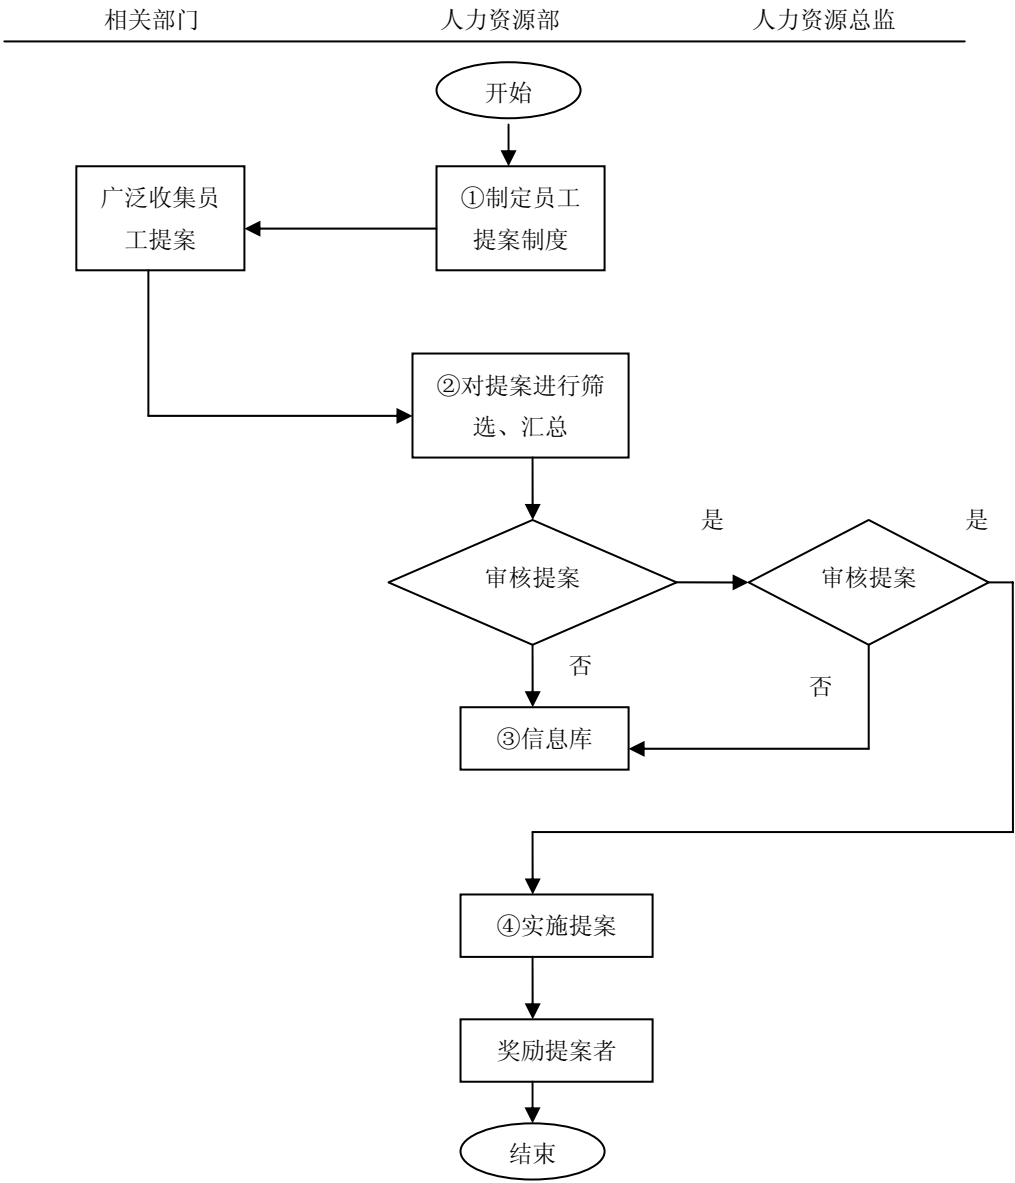 相关部门
人力资源部
人力资源总监
开始
广泛收集员
工提案
①制定员工
提案制度
②对提案进行筛
选、汇总
是
是
审核提案
审核提案
否
否
③信息库
④实施提案
奖励提案者
结束